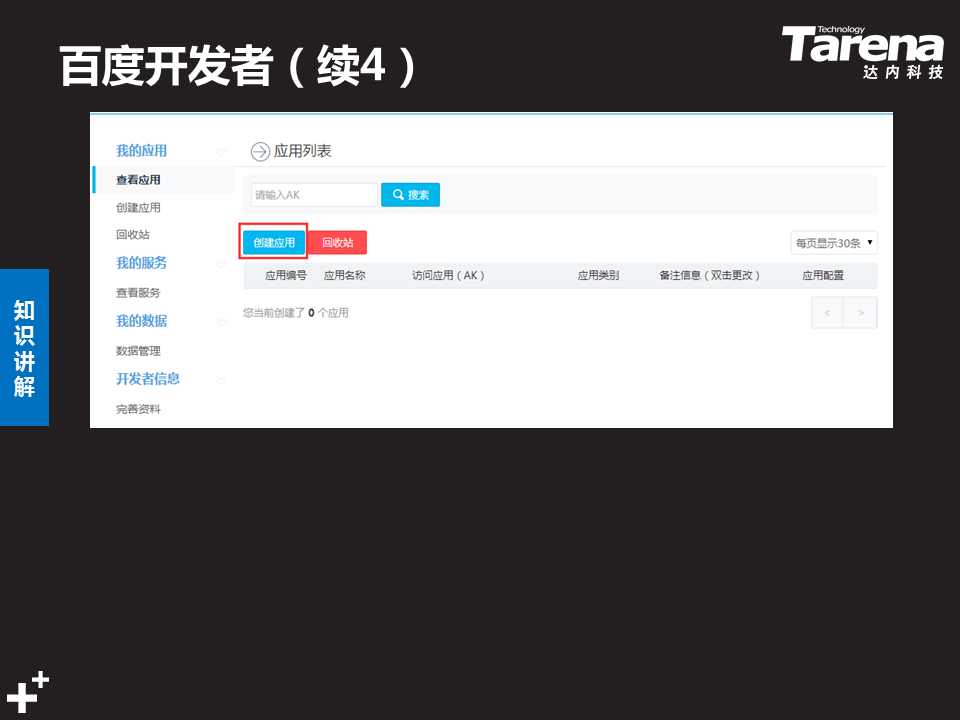 百度开发者（续4）
Technology
Tarena
达内科技
知识讲解
我的应用
查看应用
创建应用
回收站
我的服务
查看服务
我的数据
数据管理
开发者信息
完善资料
应用列表
请输入AK
搜索
创建应用 回收站
每页显示30条
应用编号 应用名称 访问应用（AK） 应用类别 备注信息（双击更改） 应用配置
您当前创建了 0 个应用
< >